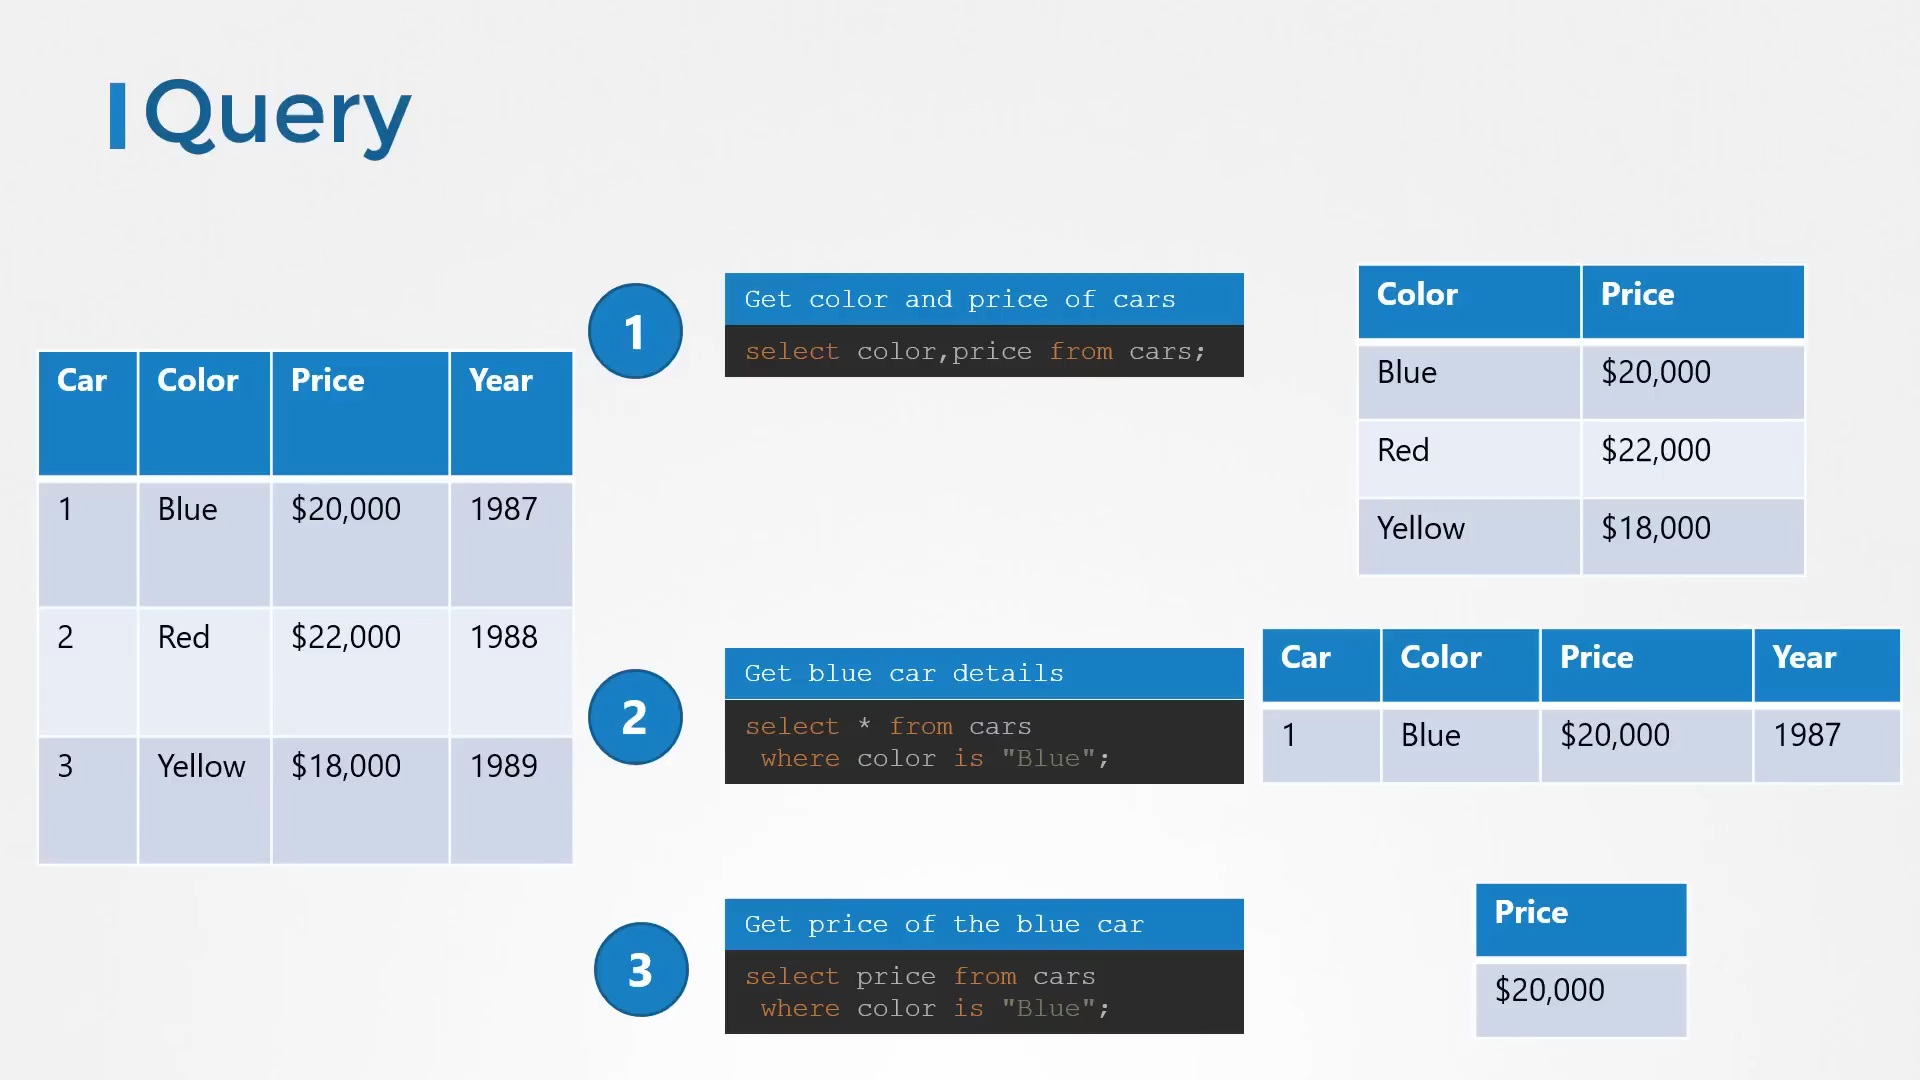 Query
Car Color Price Year
1 Blue $20,000 1987
2 Red $22,000 1988
3 Yellow $18,000 1989
1
Get color and price of cars
select color,price from cars;
Color Price
Blue $20,000
Red $22,000
Yellow $18,000
2
Get blue car details
select * from cars
where color is "Blue";
Car Color Price Year
1 Blue $20,000 1987
3
Get price of the blue car
select price from cars
where color is "Blue";
Price
$20,000